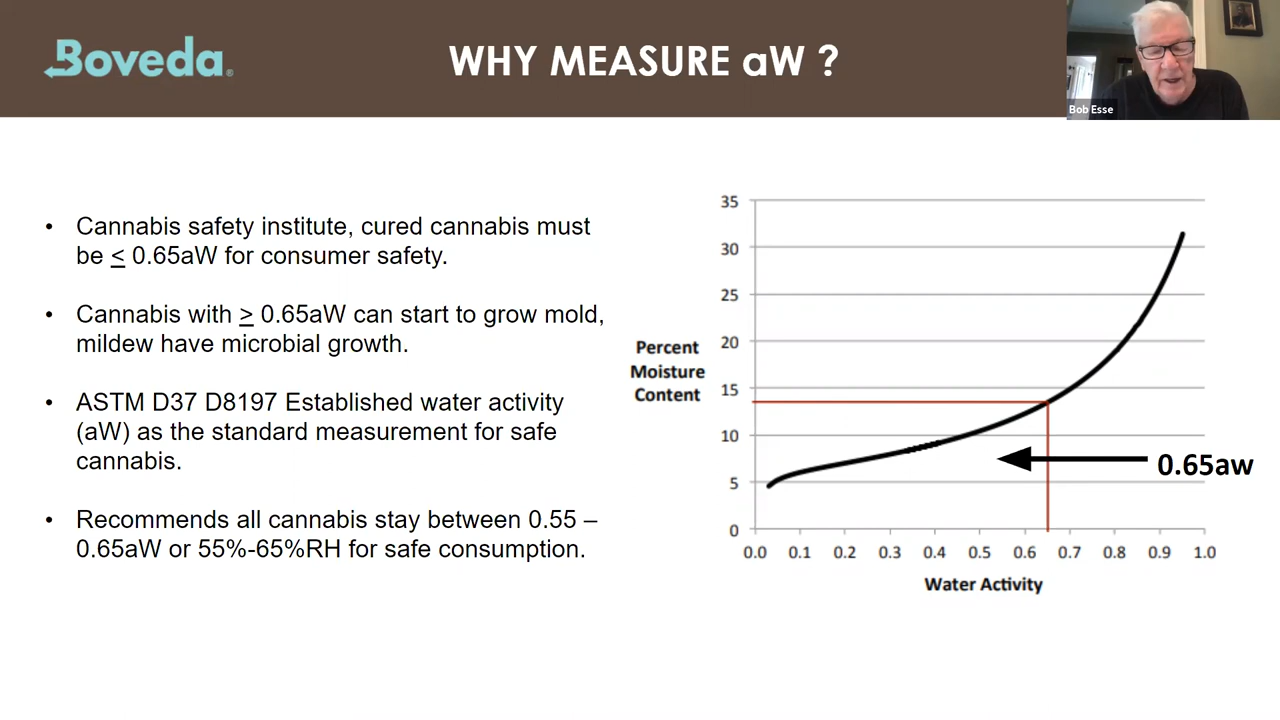 Boveda®
WHY MEASURE aW ?
Bob Esse
• Cannabis safety institute, cured cannabis must
be < 0.65aW for consumer safety.
• Cannabis with > 0.65aW can start to grow mold,
mildew have microbial growth.
• ASTM D37 D8197 Established water activity
(aW) as the standard measurement for safe
cannabis.
• Recommends all cannabis stay between 0.55 –
0.65aW or 55%-65%RH for safe consumption.
Percent
Moisture
Content
35
30
25
20
15
10
5
0
0.0 0.1 0.2 0.3 0.4 0.5 0.6 0.7 0.8 0.9 1.0
Water Activity
0.65aw